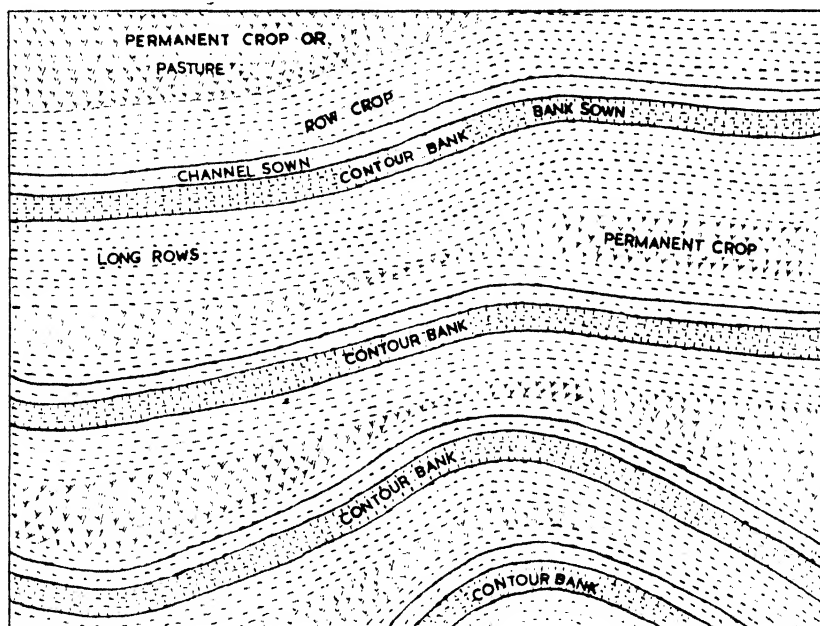 PERMANENT CROP OR
PASTURE
ROW CROP
BANK SOWN
CHANNEL SOWN
CONTOUR BANK
LONG ROWS
PERMANENT CROP
CONTOUR BANK
CONTOUR BANK
CONTOUR BANK